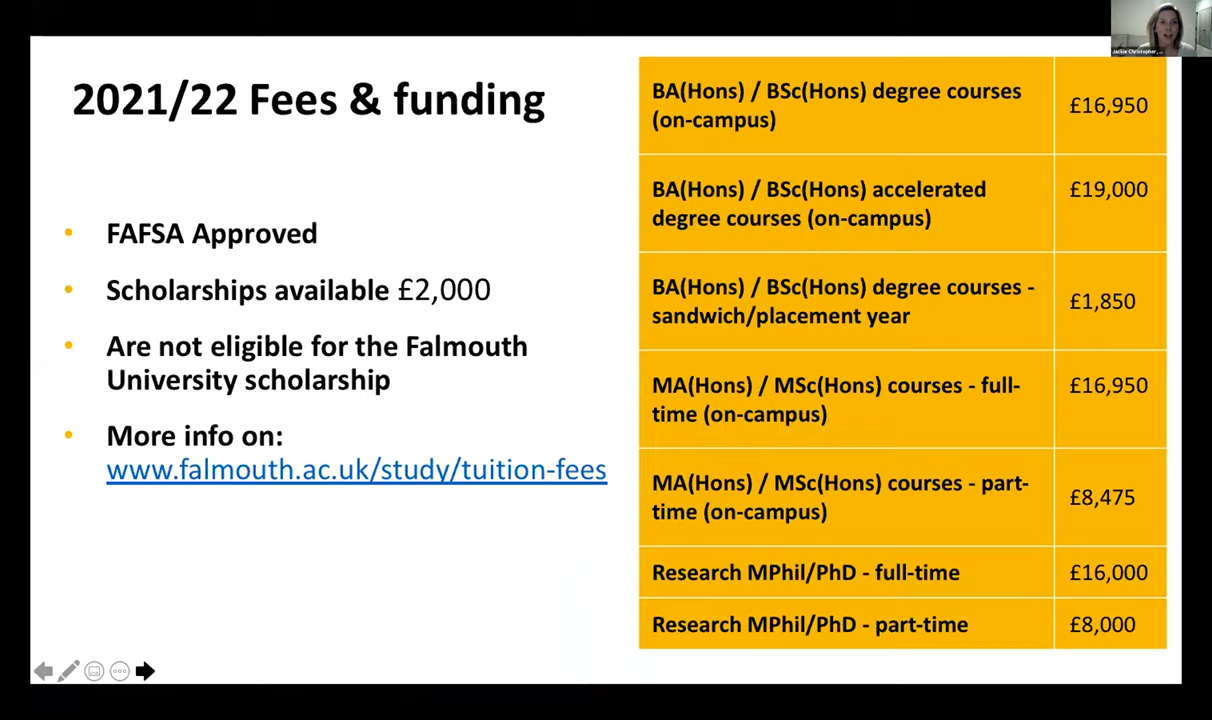 Jackie Christopher, ...
2021/22 Fees & funding
• FAFSA Approved
• Scholarships available £2,000
• Are not eligible for the Falmouth
University scholarship
• More info on:
www.falmouth.ac.uk/study/tuition-fees
BA(Hons) / BSc(Hons) degree courses
(on-campus)
£16,950
BA(Hons) / BSc(Hons) accelerated
degree courses (on-campus)
£19,000
BA(Hons) / BSc(Hons) degree courses -
sandwich/placement year
£1,850
MA(Hons) / MSc(Hons) courses - full-
time (on-campus)
£16,950
MA(Hons) / MSc(Hons) courses - part-
time (on-campus)
£8,475
Research MPhil/PhD - full-time
£16,000
Research MPhil/PhD - part-time
£8,000